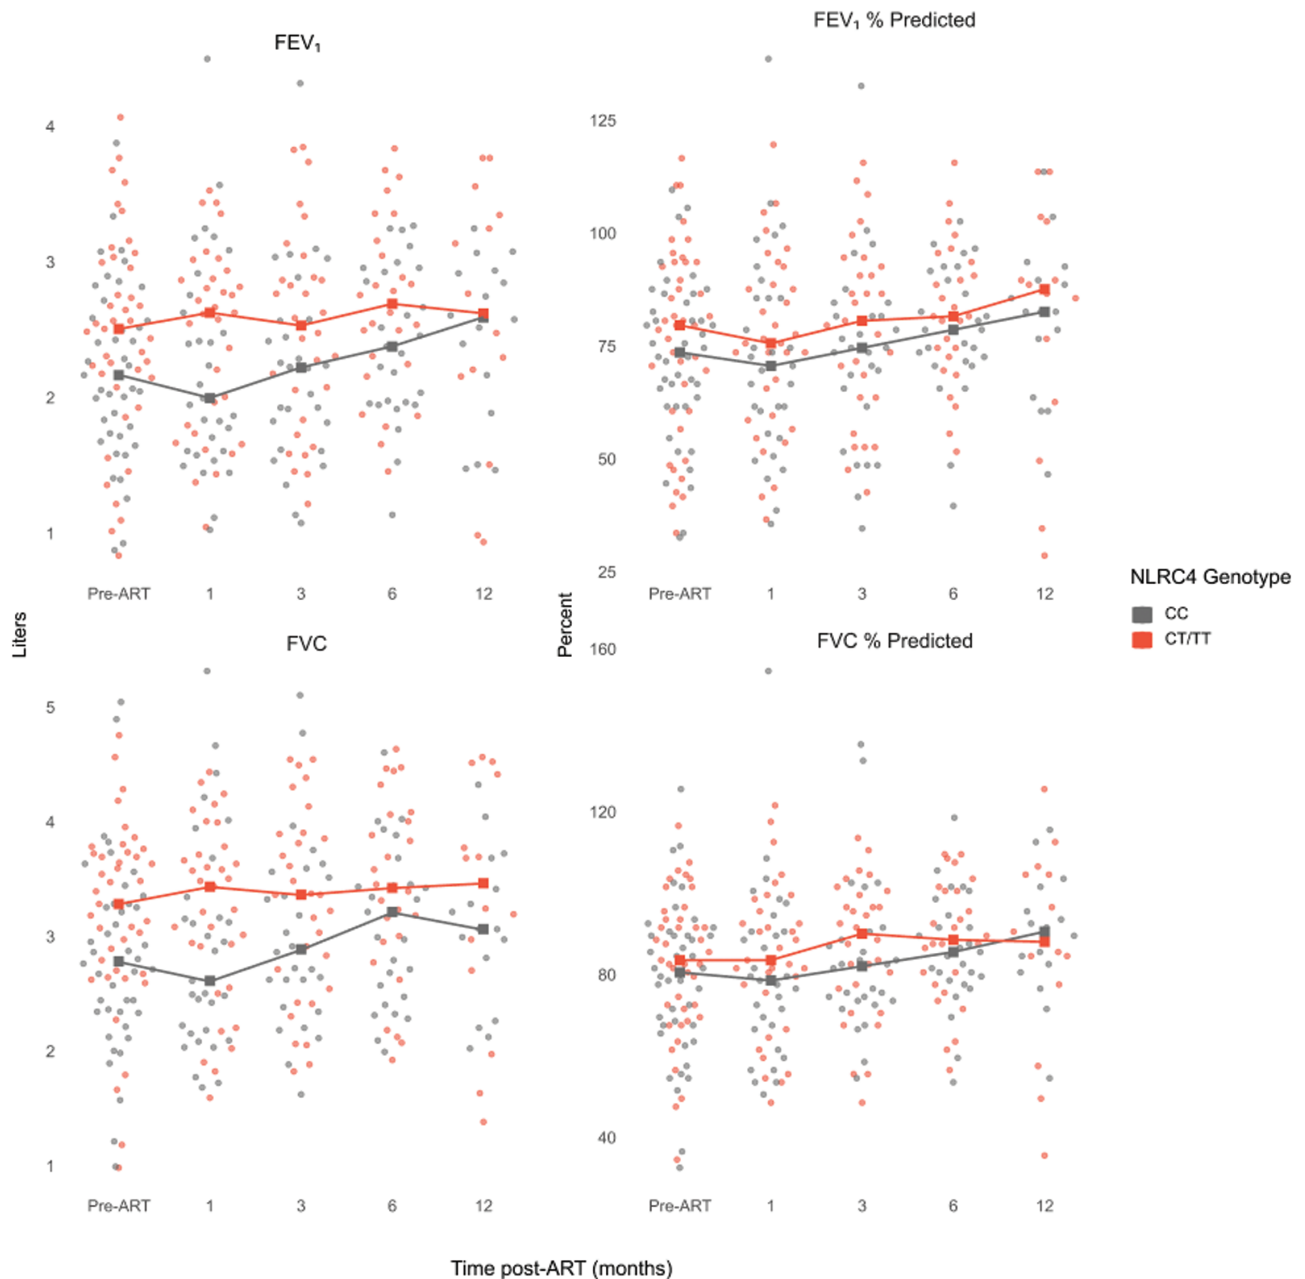 FEV₁
FEV₁ % Predicted
4
3
2
1
125
100
75
50
25
Pre-ART 1 3 6 12
Pre-ART 1 3 6 12
NLRC4 Genotype
CC
CT/TT
Liters
Percent
FVC
FVC % Predicted
5
4
3
2
1
160
120
80
40
Pre-ART 1 3 6 12
Pre-ART 1 3 6 12
Time post-ART (months)